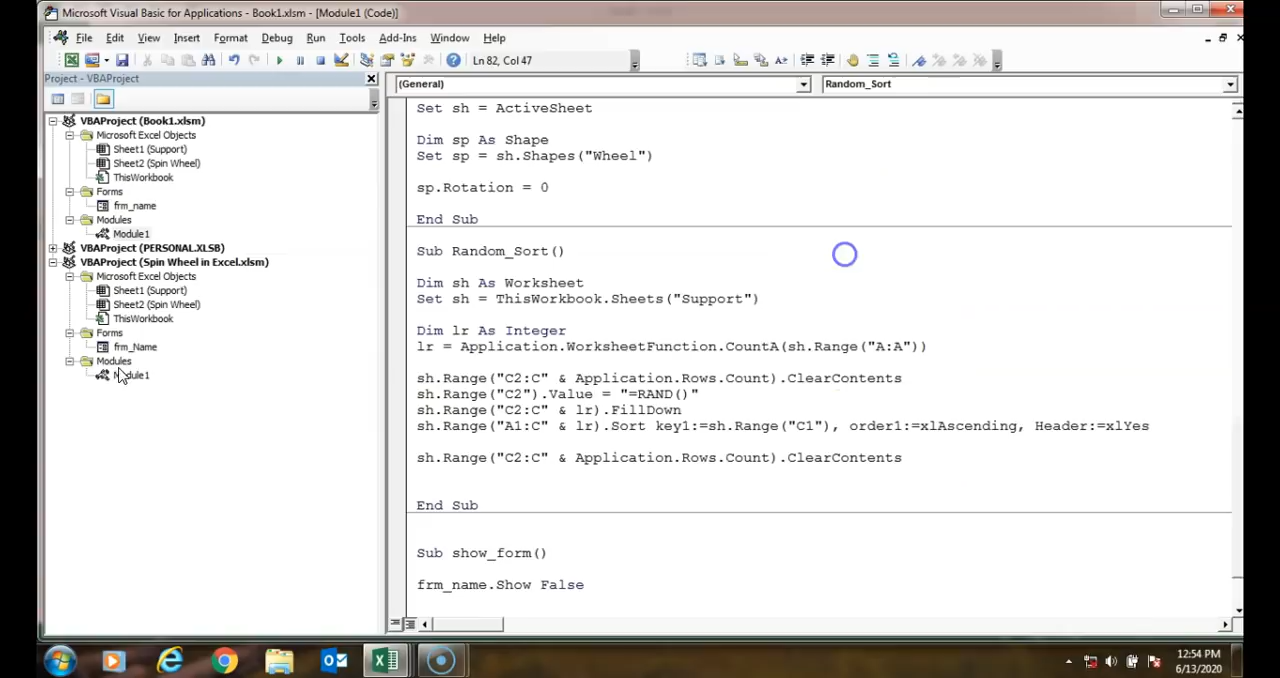 Microsoft Visual Basic for Applications - Book1.xlsm - [Module1 (Code)]
File Edit View Insert Format Debug Run Tools Add-Ins Window Help
Ln 82, Col 47
Project - VBAProject
(General)
Random_Sort
VBAProject (Book1.xlsm)
Microsoft Excel Objects
Sheet1 (Support)
Sheet2 (Spin Wheel)
ThisWorkbook
Forms
frm_name
Modules
Module1
VBAProject (PERSONAL.XLSB)
VBAProject (Spin Wheel in Excel.xlsm)
Microsoft Excel Objects
Sheet1 (Support)
Sheet2 (Spin Wheel)
ThisWorkbook
Forms
frm_Name
Modules
Module1
Set sh = ActiveSheet
Dim sp As Shape
Set sp = sh.Shapes("Wheel")
sp.Rotation = 0
End Sub
Sub Random_Sort()
Dim sh As Worksheet
Set sh = ThisWorkbook.Sheets("Support")
Dim lr As Integer
lr = Application.WorksheetFunction.CountA(sh.Range("A:A"))
sh.Range("C2:C" & Application.Rows.Count).ClearContents
sh.Range("C2").Value = "=RAND()"
sh.Range("C2:C" & lr).FillDown
sh.Range("A1:C" & lr).Sort key1:=sh.Range("C1"), order1:=xlAscending, Header:=xlYes
sh.Range("C2:C" & Application.Rows.Count).ClearContents
End Sub
Sub show_form()
frm_name.Show False
12:54 PM
6/13/2020